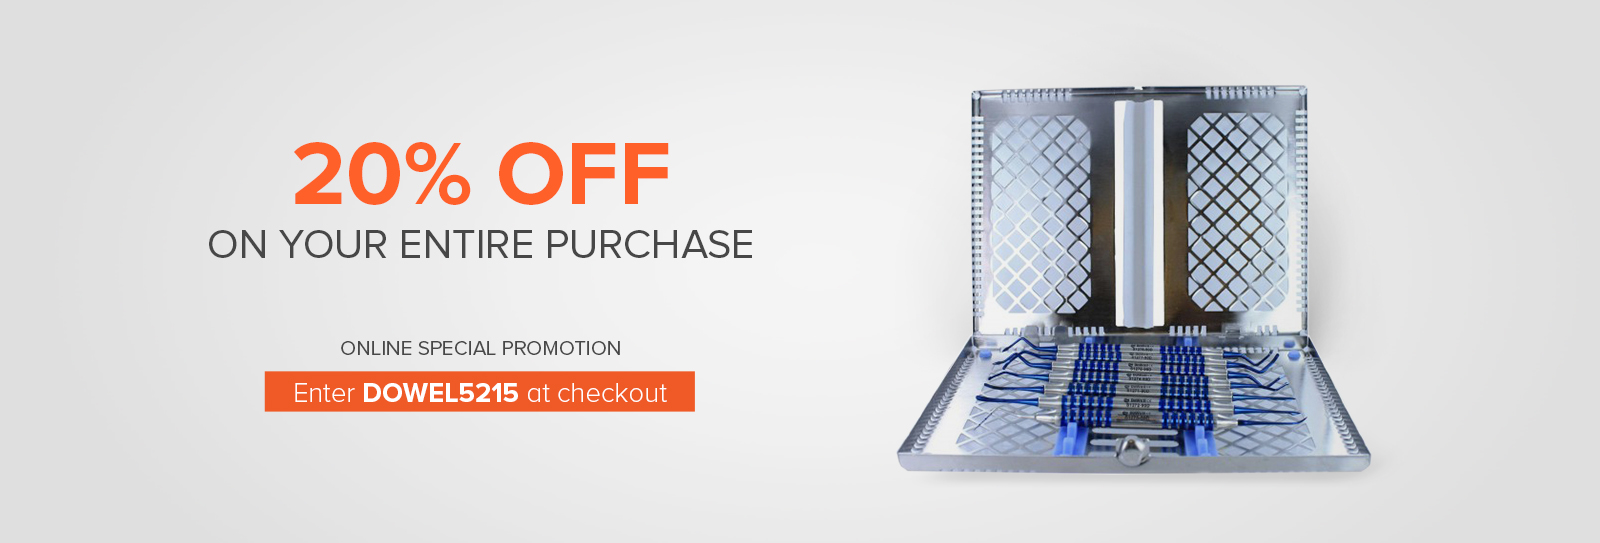 20% OFF
ON YOUR ENTIRE PURCHASE
ONLINE SPECIAL PROMOTION
Enter DOWEL5215 at checkout